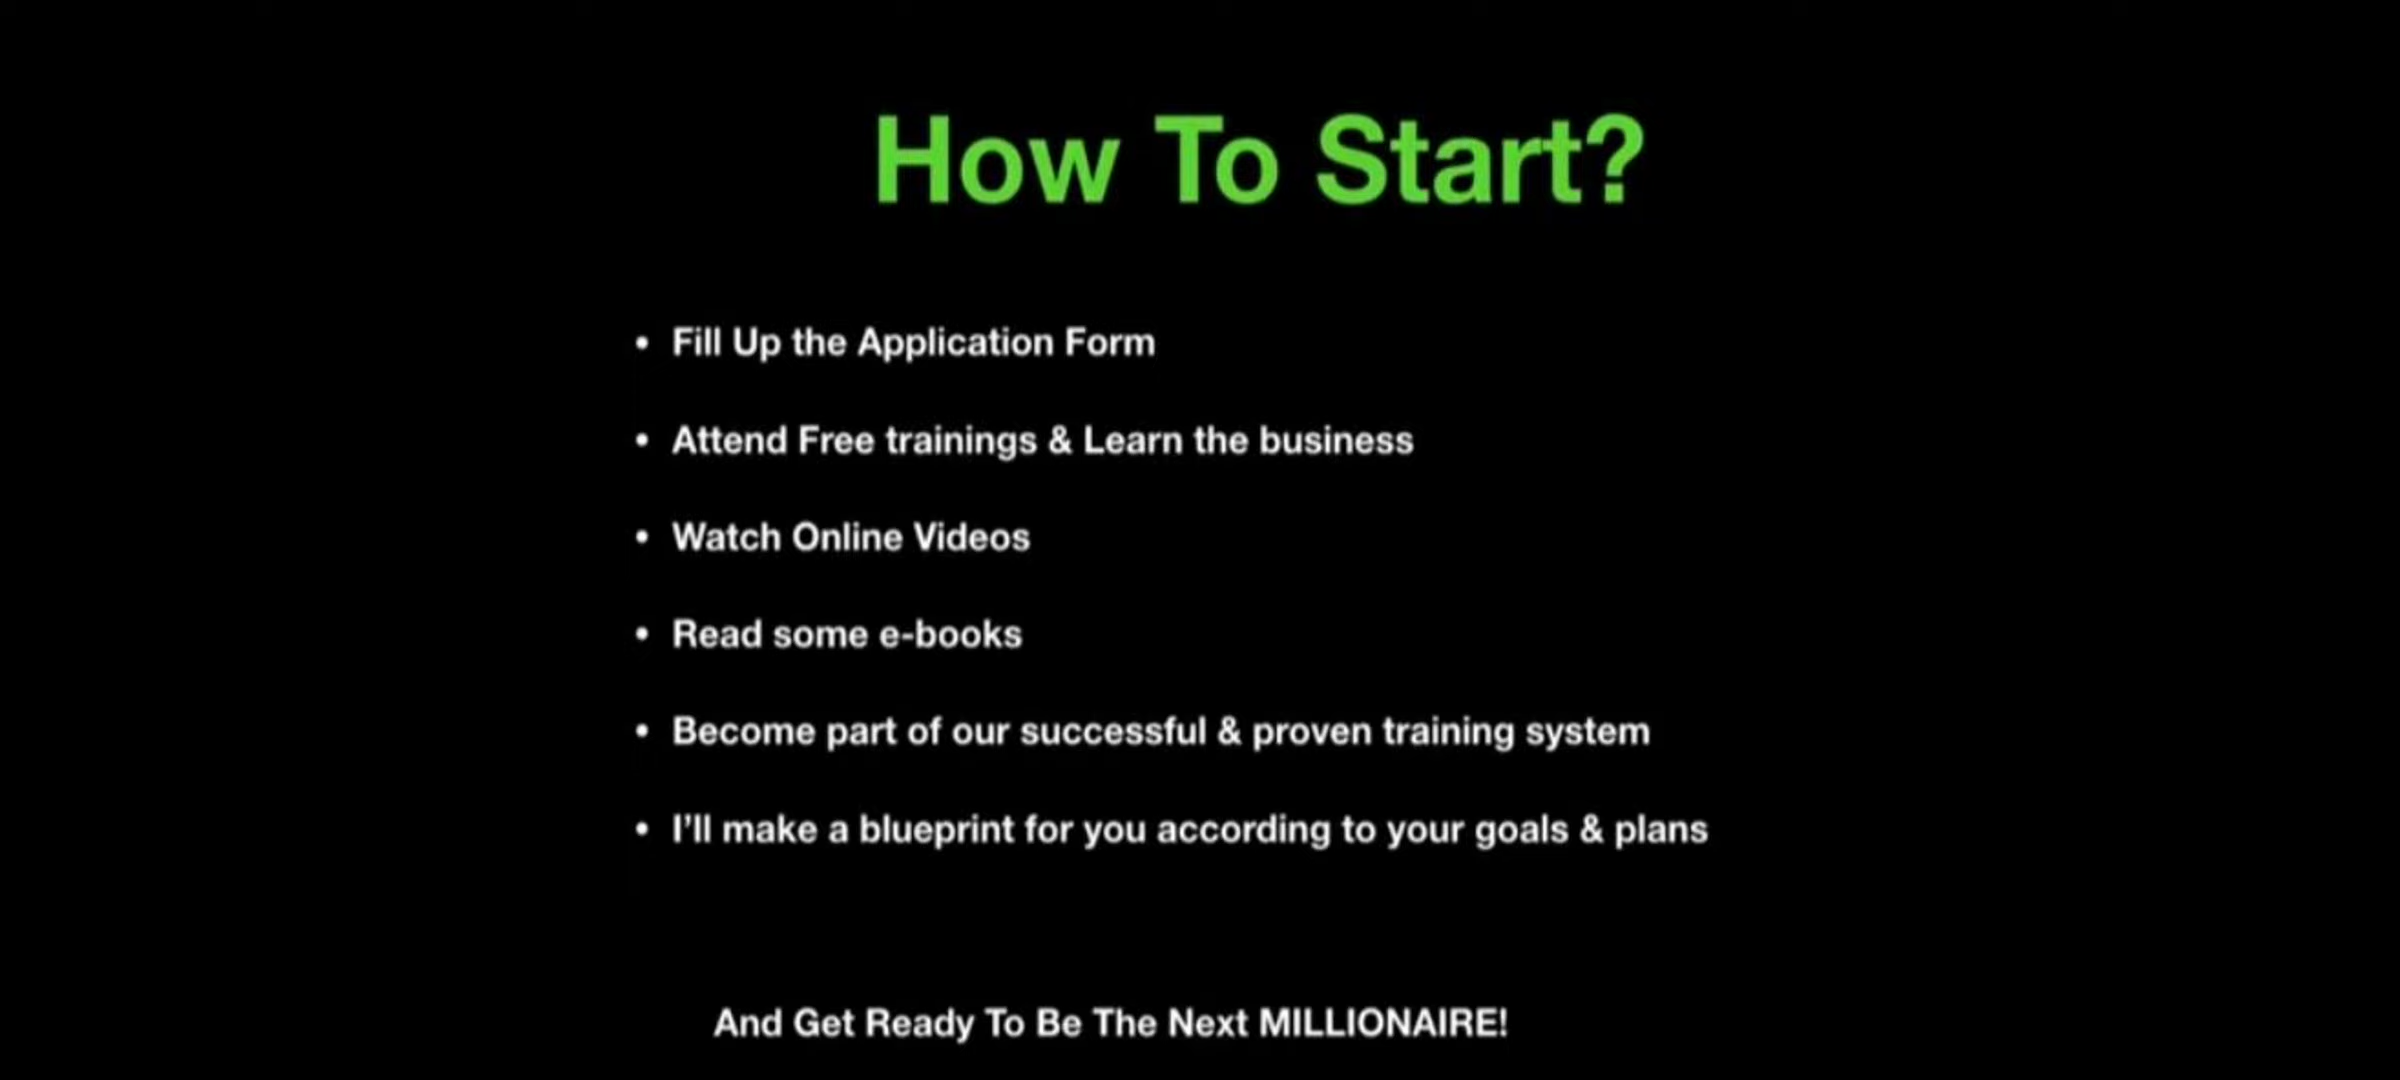 How To Start?
• Fill Up the Application Form
• Attend Free trainings & Learn the business
• Watch Online Videos
• Read some e-books
• Become part of our successful & proven training system
• I’ll make a blueprint for you according to your goals & plans
And Get Ready To Be The Next MILLIONAIRE!